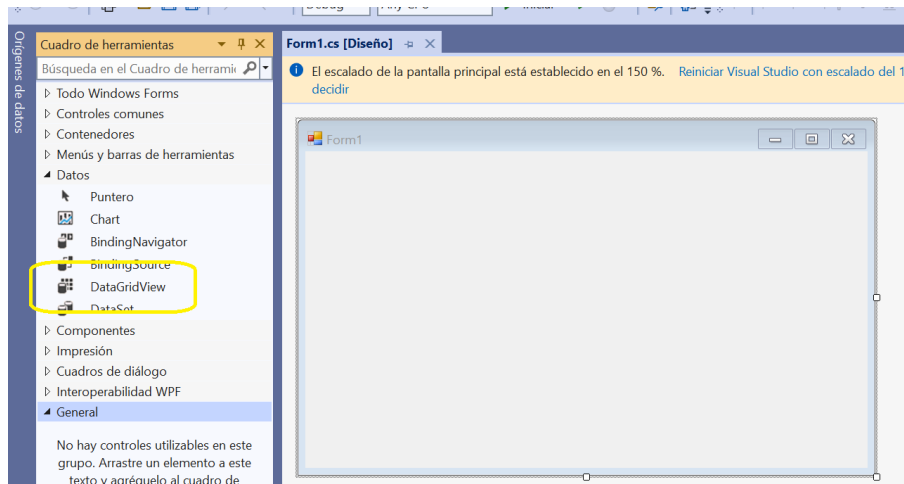 Debug
Any CPU
Iniciar
Orígenes de datos
Cuadro de herramientas
Búsqueda en el Cuadro de herramie
Todo Windows Forms
Controles comunes
Contenedores
Menús y barras de herramientas
Datos
Puntero
Chart
BindingNavigator
BindingSource
DataGridView
DataSet
Componentes
Impresión
Cuadros de diálogo
Interoperabilidad WPF
General
No hay controles utilizables en este
grupo. Arrastre un elemento a este
texto y agréguelo al cuadro de
Form1.cs [Diseño]
El escalado de la pantalla principal está establecido en el 150 %. Reiniciar Visual Studio con escalado del 1
decidir
Form1